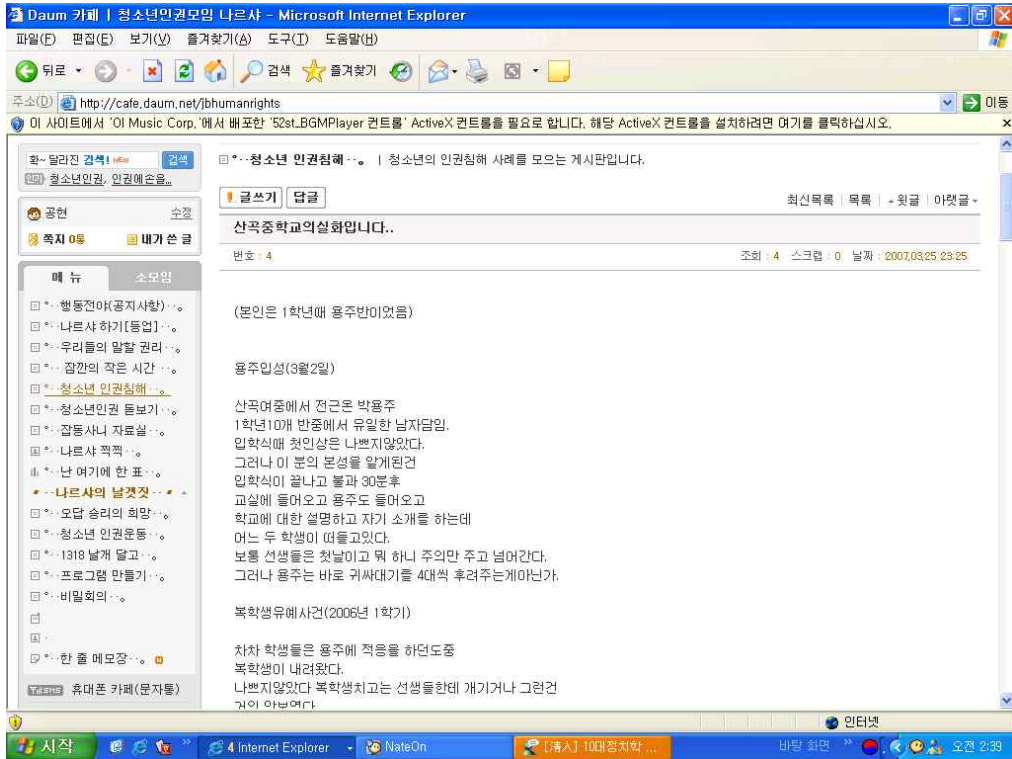 Daum 카페 | 청소년인권모임 나르샤 - Microsoft Internet Explorer
파일(F) 편집(E) 보기(V) 즐겨찾기(A) 도구(T) 도움말(H)
뒤로 검색 즐겨찾기
주소(D) http://cafe.daum.net/jbhumanrights 이동
이 사이트에서 'OI Music Corp.'에서 배포한 '52st_BGMPlayer 컨트롤' ActiveX 컨트롤을 필요로 합니다. 해당 ActiveX 컨트롤을 설치하려면 여기를 클릭하십시오.
확~ 달라진 검색! 검색
청소년인권, 인권에손을..
공현 수정
쪽지 0통 내가 쓴 글
메 뉴 소모임
*··행동전야(공지사항)··。
*··나르샤 하기[등업]··。
*··우리들의 말할 권리··。
*·· 잠깐의 작은 시간 ··。
*··청소년 인권침해··。
*··청소년인권 돋보기··。
*··잡동사니 자료실··。
*··나르샤 찍찍··。
*··난 여기에 한 표··。
··나르샤의 날갯짓··
*··오답 승리의 희망··。
*··청소년 인권운동··。
*··1318 날개 달고··。
*··프로그램 만들기··。
*··비밀회의··。
*··한 줄 메모장··。
휴대폰 카페(문자통)
*··청소년 인권침해··。 | 청소년의 인권침해 사례를 모으는 게시판입니다.
글쓰기 답글 최신목록 | 목록 | 윗글 | 아랫글
산곡중학교의실화입니다..
번호 : 4 조회 : 4 스크랩 : 0 날짜 : 2007.03.25 23:25
(본인은 1학년때 용주반이었음)
용주입성(3월2일)
산곡여중에서 전근온 박용주
1학년10개 반중에서 유일한 남자담임.
입학식때 첫인상은 나쁘지않았다.
그러나 이 분의 본성을 알게된건
입학식이 끝나고 불과 30분후
교실에 들어오고 용주도 들어오고
학교에 대한 설명하고 자기 소개를 하는데
어느 두 학생이 떠들고있다.
보통 선생들은 첫날이고 뭐 하니 주의만 주고 넘어간다.
그러나 용주는 바로 귀싸대기를 4대씩 후려주는게아닌가.
복학생유예사건(2006년 1학기)
차차 학생들은 용주에 적응을 하던도중
복학생이 내려왔다.
나쁘지않았다 복학생치고는 선생들한테 개기거나 그런건
거의 안보였다
인터넷
시작 4 Internet Explorer NateOn [淸人] 10대정치학 ... 바탕 화면 오전 2:39